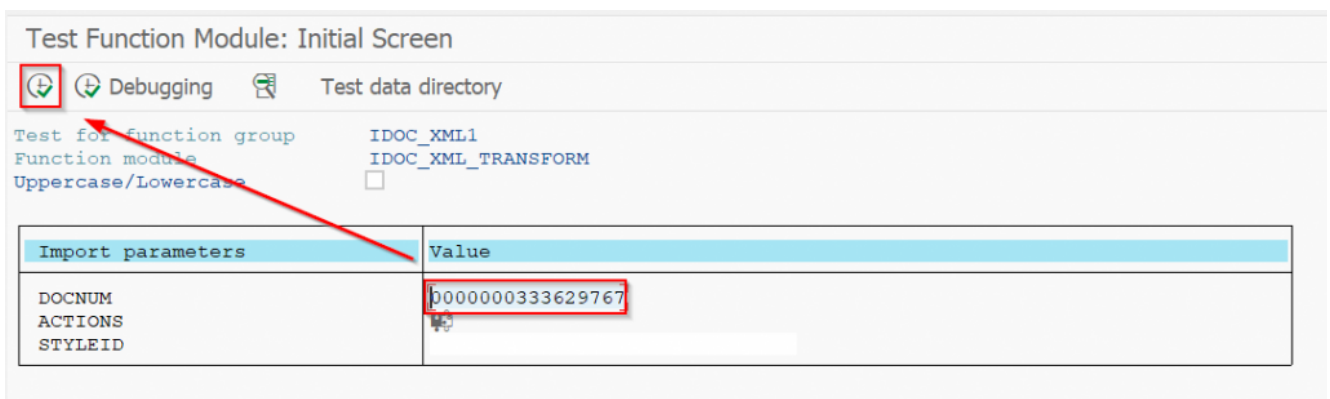 Test Function Module: Initial Screen
Debugging Test data directory
Test for function group IDOC_XML1
Function module IDOC_XML_TRANSFORM
Uppercase/Lowercase
Import parameters Value
DOCNUM 0000000333629767
ACTIONS
STYLEID